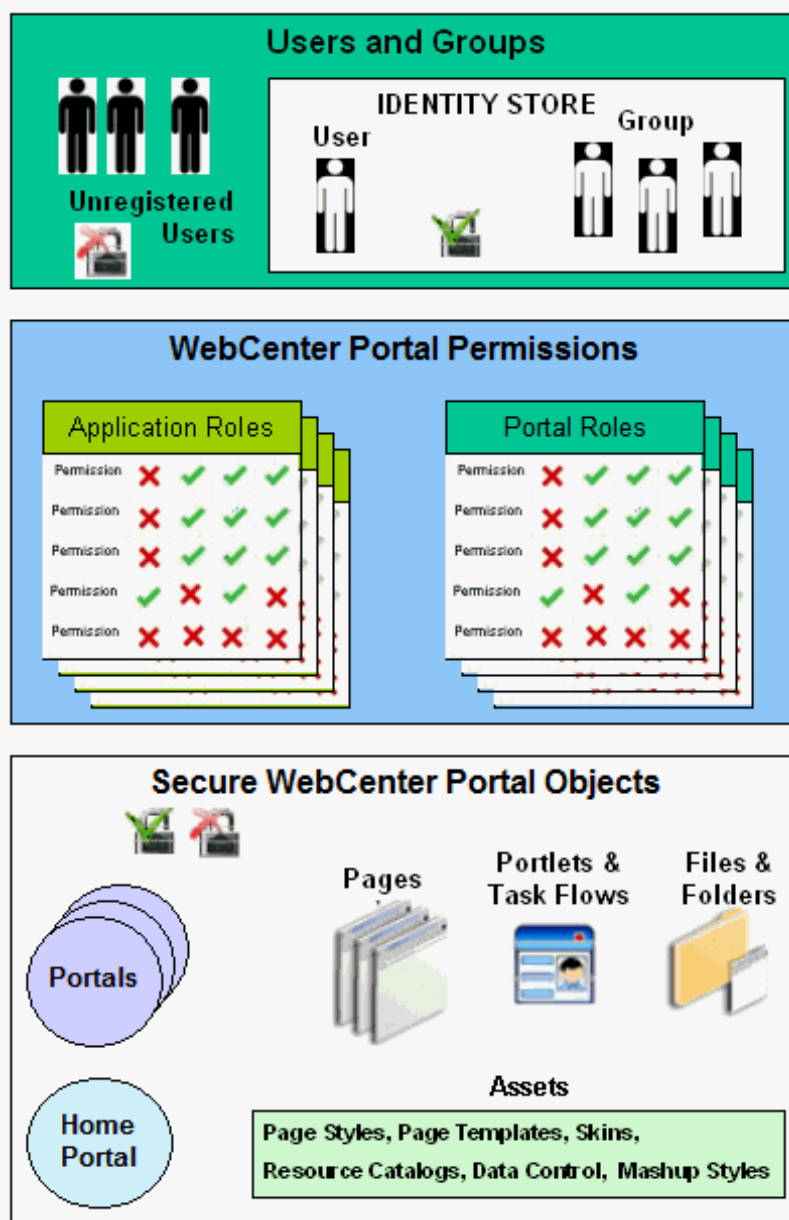 Users and Groups
IDENTITY STORE
User
Group
Unregistered
Users
WebCenter Portal Permissions
Application Roles
Permission
Permission
Permission
Permission
Permission
Portal Roles
Permission
Permission
Permission
Permission
Permission
Secure WebCenter Portal Objects
Pages
Portlets &
Task Flows
Files &
Folders
Portals
Home
Portal
Assets
Page Styles, Page Templates, Skins,
Resource Catalogs, Data Control, Mashup Styles